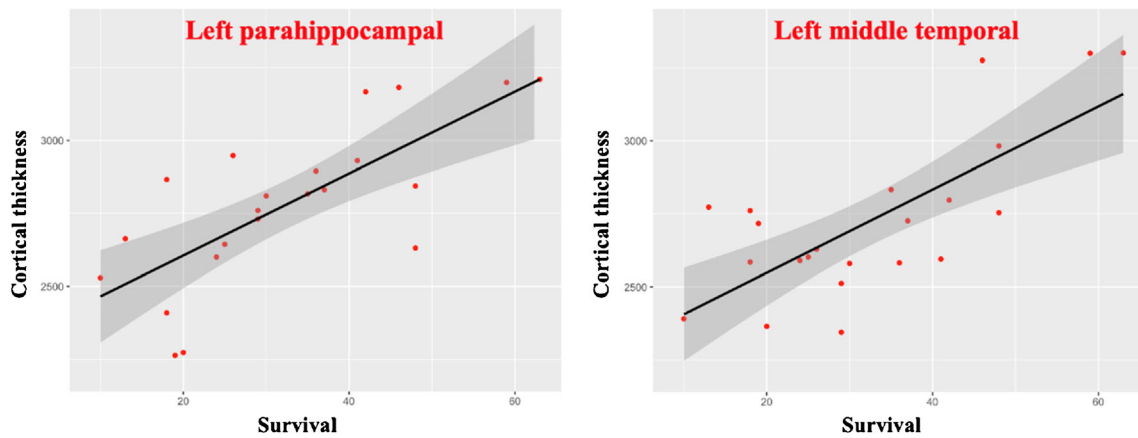 Left parahippocampal
Cortical thickness
3000
2500
20
40
60
Survival
Left middle temporal
Cortical thickness
3000
2500
20
40
60
Survival